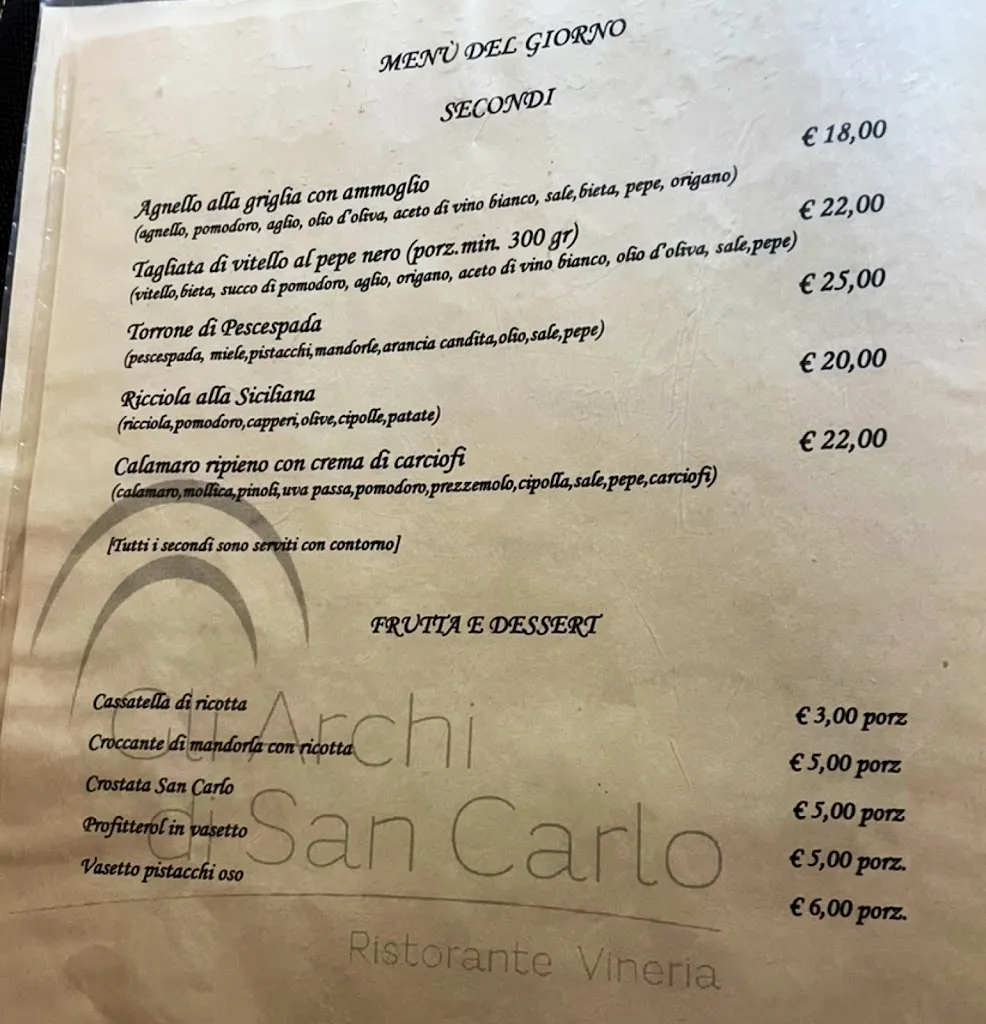 MENÙ DEL GIORNO
SECONDI
Agnello alla griglia con ammoglio € 18,00
(agnello, pomodoro, aglio, olio d'oliva, aceto di vino bianco, sale,bieta, pepe, origano)
Tagliata di vitello al pepe nero (porz.min. 300 gr) € 22,00
(vitello,bieta, succo di pomodoro, aglio, origano, aceto di vino bianco, olio d'oliva, sale,pepe)
Torrone di Pescespada € 25,00
(pescespada, miele,pistacchi,mandorle,arancia candita,olio,sale,pepe)
Ricciola alla Siciliana € 20,00
(ricciola,pomodoro,capperi,olive,cipolle,patate)
Calamaro ripieno con crema di carciofi € 22,00
(calamaro,mollica,pinoli,uva passa,pomodoro,prezzemolo,cipolla,sale,pepe,carciofi)
[Tutti i secondi sono serviti con contorno]
FRUTTA E DESSERT
Cassatella di ricotta € 3,00 porz
Croccante di mandorla con ricotta € 5,00 porz
Crostata San Carlo € 5,00 porz
Profitterol in vasetto € 5,00 porz.
Vasetto pistacchi oso € 6,00 porz.
Gli Archi
di San Carlo
Ristorante Vineria